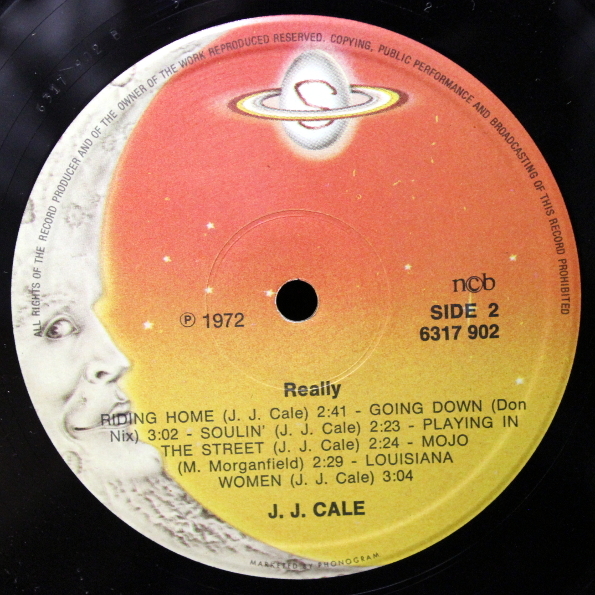 ALL RIGHTS OF THE RECORD PRODUCER AND OF THE OWNER OF THE WORK REPRODUCED RESERVED. COPYING, PUBLIC PERFORMANCE AND BROADCASTING OF THIS RECORD PROHIBITED
S
ncb
℗ 1972
SIDE 2
6317 902
Really
RIDING HOME (J. J. Cale) 2:41 - GOING DOWN (Don
Nix) 3:02 - SOULIN' (J. J. Cale) 2:23 - PLAYING IN
THE STREET (J. J. Cale) 2:24 - MOJO
(M. Morganfield) 2:29 - LOUISIANA
WOMEN (J. J. Cale) 3:04
J. J. CALE
MARKETED BY PHONOGRAM